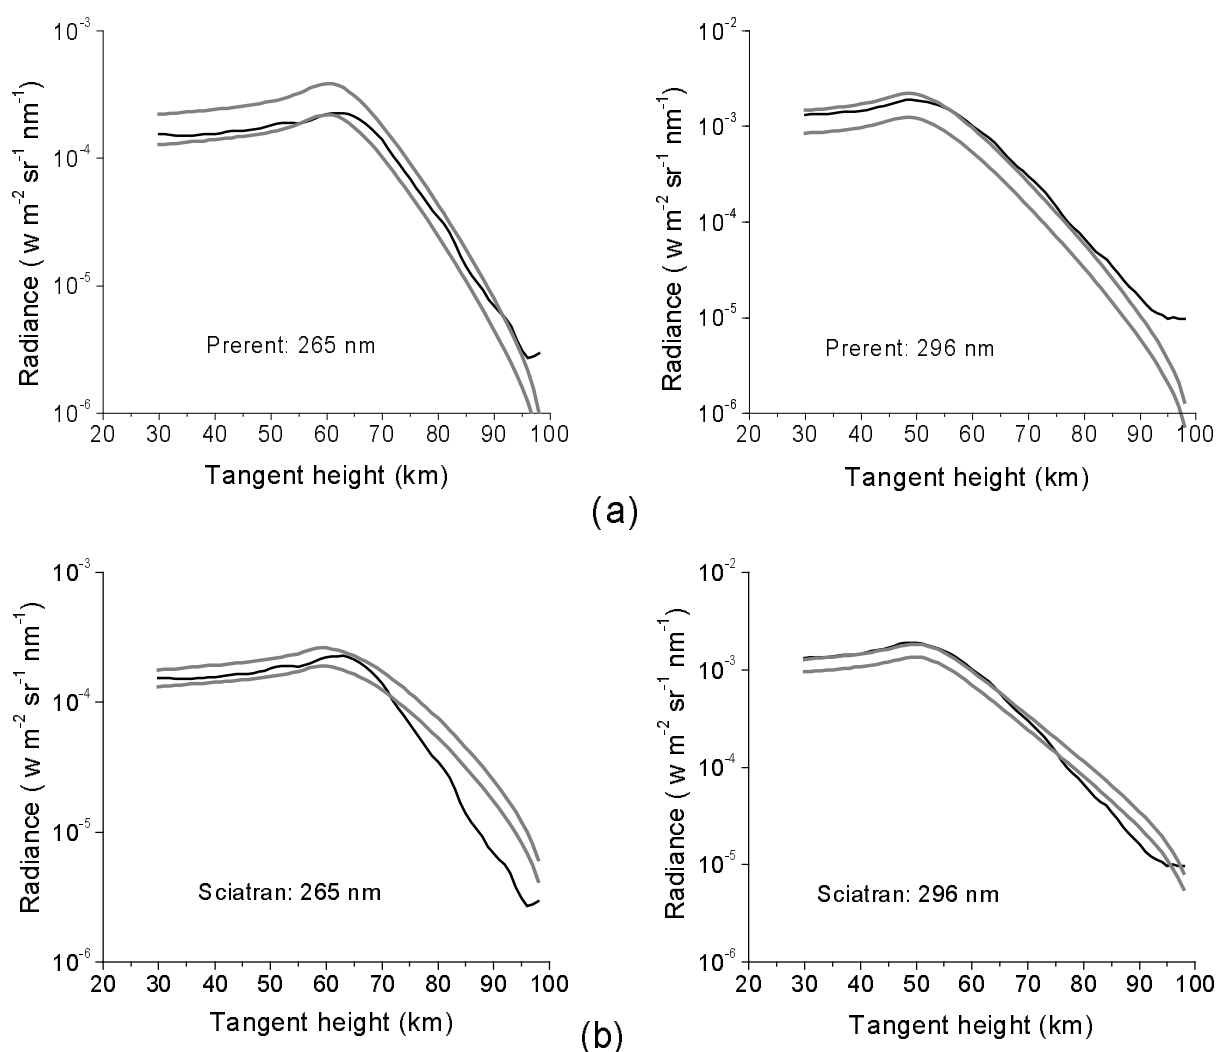 10⁻³
10⁻⁴
10⁻⁵
10⁻⁶
20 30 40 50 60 70 80 90 100
Radiance ( w m⁻² sr⁻¹ nm⁻¹)
Prerent: 265 nm
Tangent height (km)
10⁻²
10⁻³
10⁻⁴
10⁻⁵
10⁻⁶
20 30 40 50 60 70 80 90 100
Radiance ( w m⁻² sr⁻¹ nm⁻¹)
Prerent: 296 nm
Tangent height (km)
(a)
10⁻³
10⁻⁴
10⁻⁵
10⁻⁶
20 30 40 50 60 70 80 90 100
Radiance ( w m⁻² sr⁻¹ nm⁻¹)
Sciatran: 265 nm
Tangent height (km)
10⁻²
10⁻³
10⁻⁴
10⁻⁵
10⁻⁶
20 30 40 50 60 70 80 90 100
Radiance ( w m⁻² sr⁻¹ nm⁻¹)
Sciatran: 296 nm
Tangent height (km)
(b)